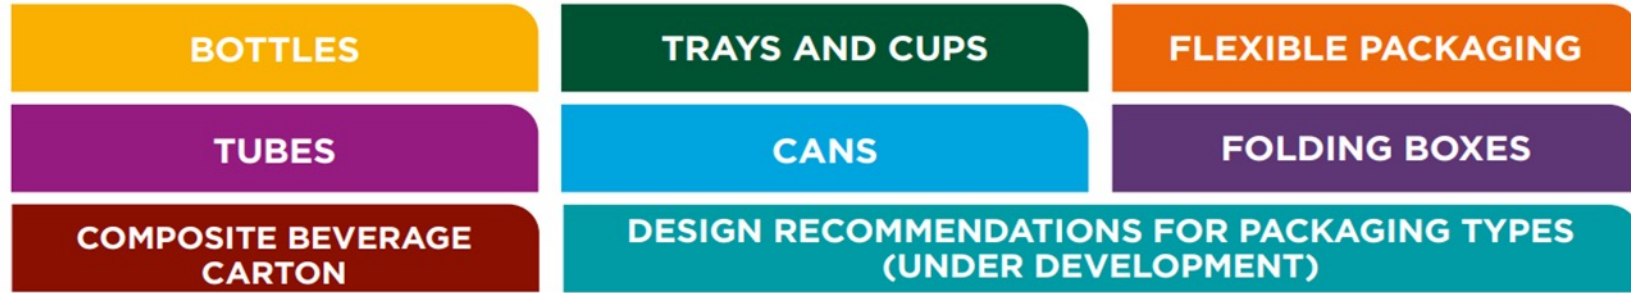 BOTTLES
TRAYS AND CUPS
FLEXIBLE PACKAGING
TUBES
CANS
FOLDING BOXES
COMPOSITE BEVERAGE
CARTON
DESIGN RECOMMENDATIONS FOR PACKAGING TYPES
(UNDER DEVELOPMENT)